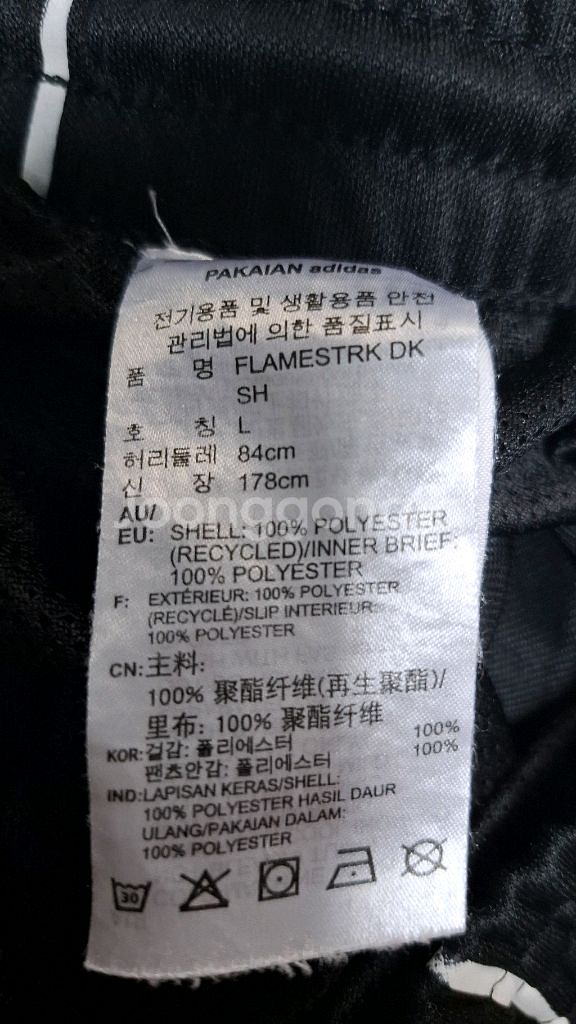 PAKAIAN adidas
전기용품 및 생활용품 안전
관리법에 의한 품질표시
품 명 FLAMESTRK DK
SH
호 칭 L
허리둘레 84cm
신 장 178cm
AU/
EU: SHELL: 100% POLYESTER
(RECYCLED)/INNER BRIEF:
100% POLYESTER
F: EXTÉRIEUR: 100% POLYESTER
(RECYCLÉ)/SLIP INTERIEUR:
100% POLYESTER
CN: 主料:
100% 聚酯纤维(再生聚酯)/
里布: 100% 聚酯纤维
KOR: 겉감: 폴리에스터 100%
팬츠안감: 폴리에스터 100%
IND: LAPISAN KERAS/SHELL:
100% POLYESTER HASIL DAUR
ULANG/PAKAIAN DALAM:
100% POLYESTER
30